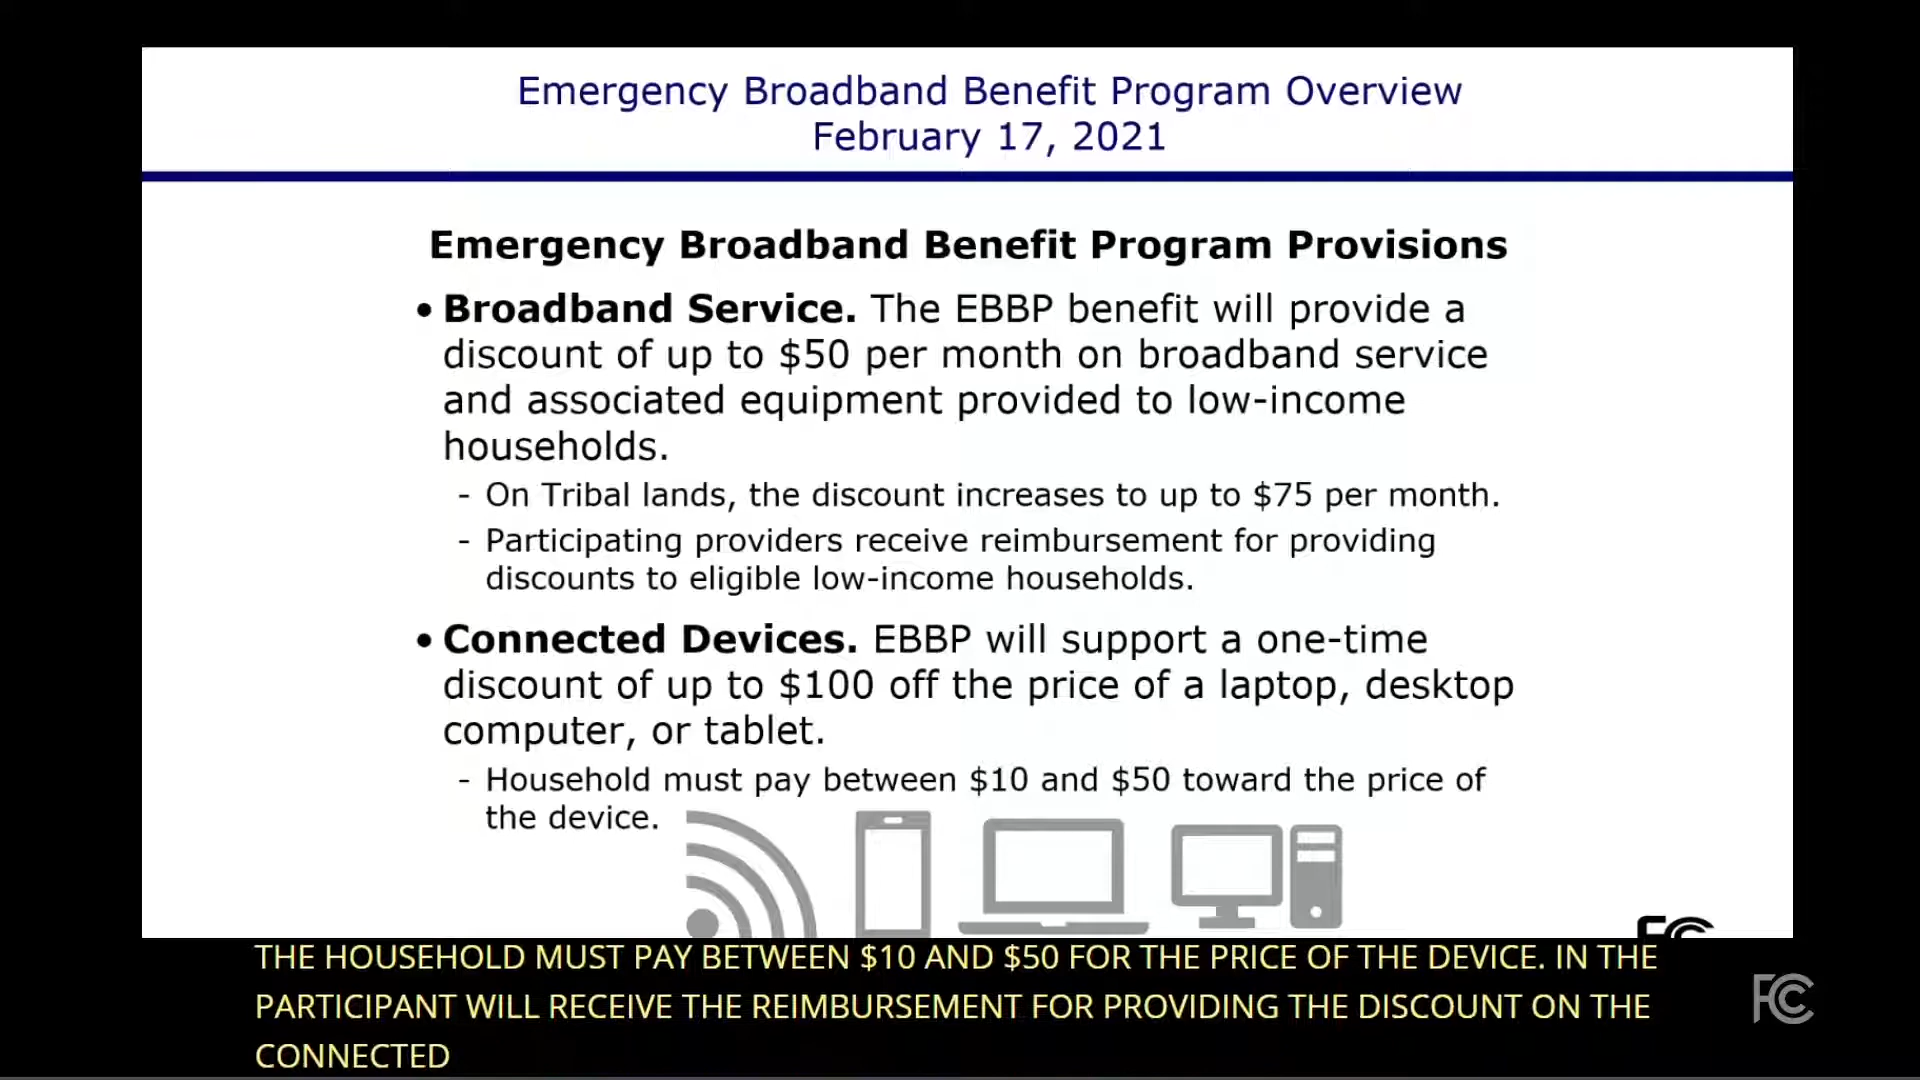 Emergency Broadband Benefit Program Overview
February 17, 2021
Emergency Broadband Benefit Program Provisions
• Broadband Service. The EBBP benefit will provide a
discount of up to $50 per month on broadband service
and associated equipment provided to low-income
households.
- On Tribal lands, the discount increases to up to $75 per month.
- Participating providers receive reimbursement for providing
discounts to eligible low-income households.
• Connected Devices. EBBP will support a one-time
discount of up to $100 off the price of a laptop, desktop
computer, or tablet.
- Household must pay between $10 and $50 toward the price of
the device.
FCC
THE HOUSEHOLD MUST PAY BETWEEN $10 AND $50 FOR THE PRICE OF THE DEVICE. IN THE
PARTICIPANT WILL RECEIVE THE REIMBURSEMENT FOR PROVIDING THE DISCOUNT ON THE
CONNECTED
FCC